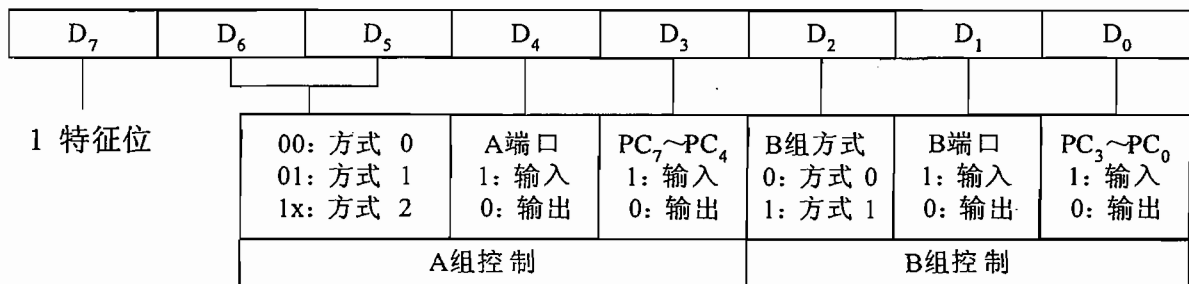 D₇ D₆ D₅ D₄ D₃ D₂ D₁ D₀
1 特征位
00: 方式 0
01: 方式 1
1x: 方式 2
A端口
1: 输入
0: 输出
PC₇~PC₄
1: 输入
0: 输出
B组方式
0: 方式 0
1: 方式 1
B端口
1: 输入
0: 输出
PC₃~PC₀
1: 输入
0: 输出
A组控制
B组控制